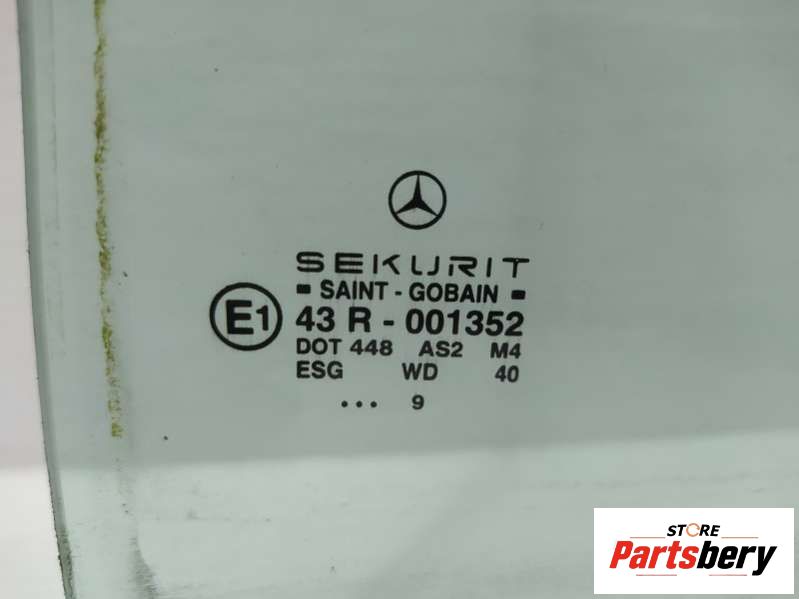 SEKURIT
SAINT - GOBAIN
E1 43 R - 001352
DOT 448 AS2 M4
ESG WD 40
... 9
STORE
Partsbery